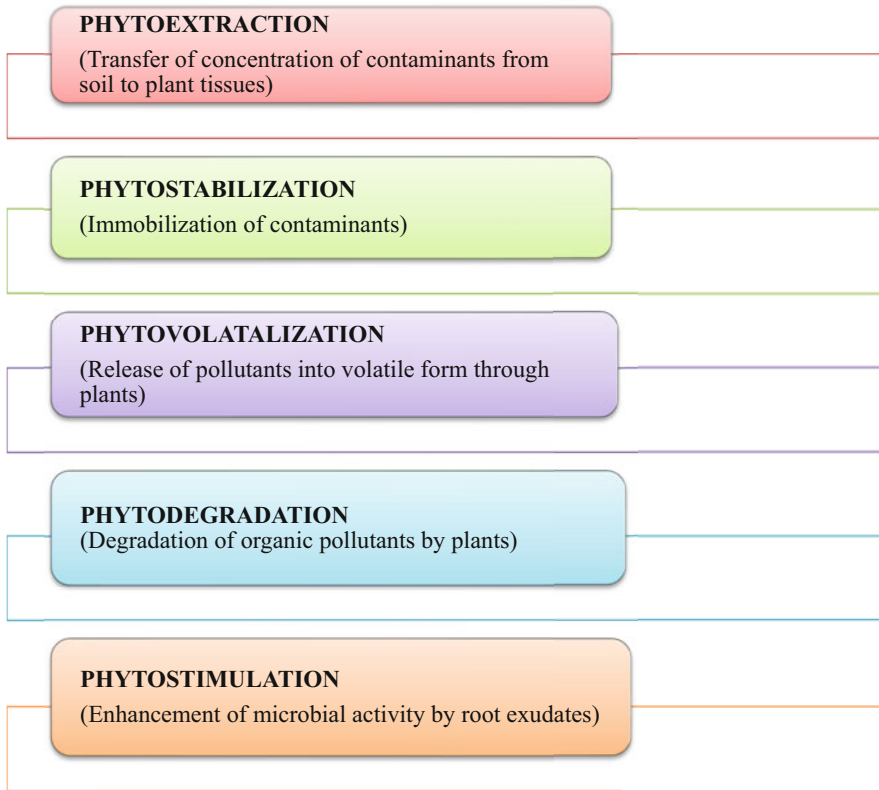 PHYTOEXTRACTION
(Transfer of concentration of contaminants from
soil to plant tissues)
PHYTOSTABILIZATION
(Immobilization of contaminants)
PHYTOVOLATALIZATION
(Release of pollutants into volatile form through
plants)
PHYTODEGRADATION
(Degradation of organic pollutants by plants)
PHYTOSTIMULATION
(Enhancement of microbial activity by root exudates)